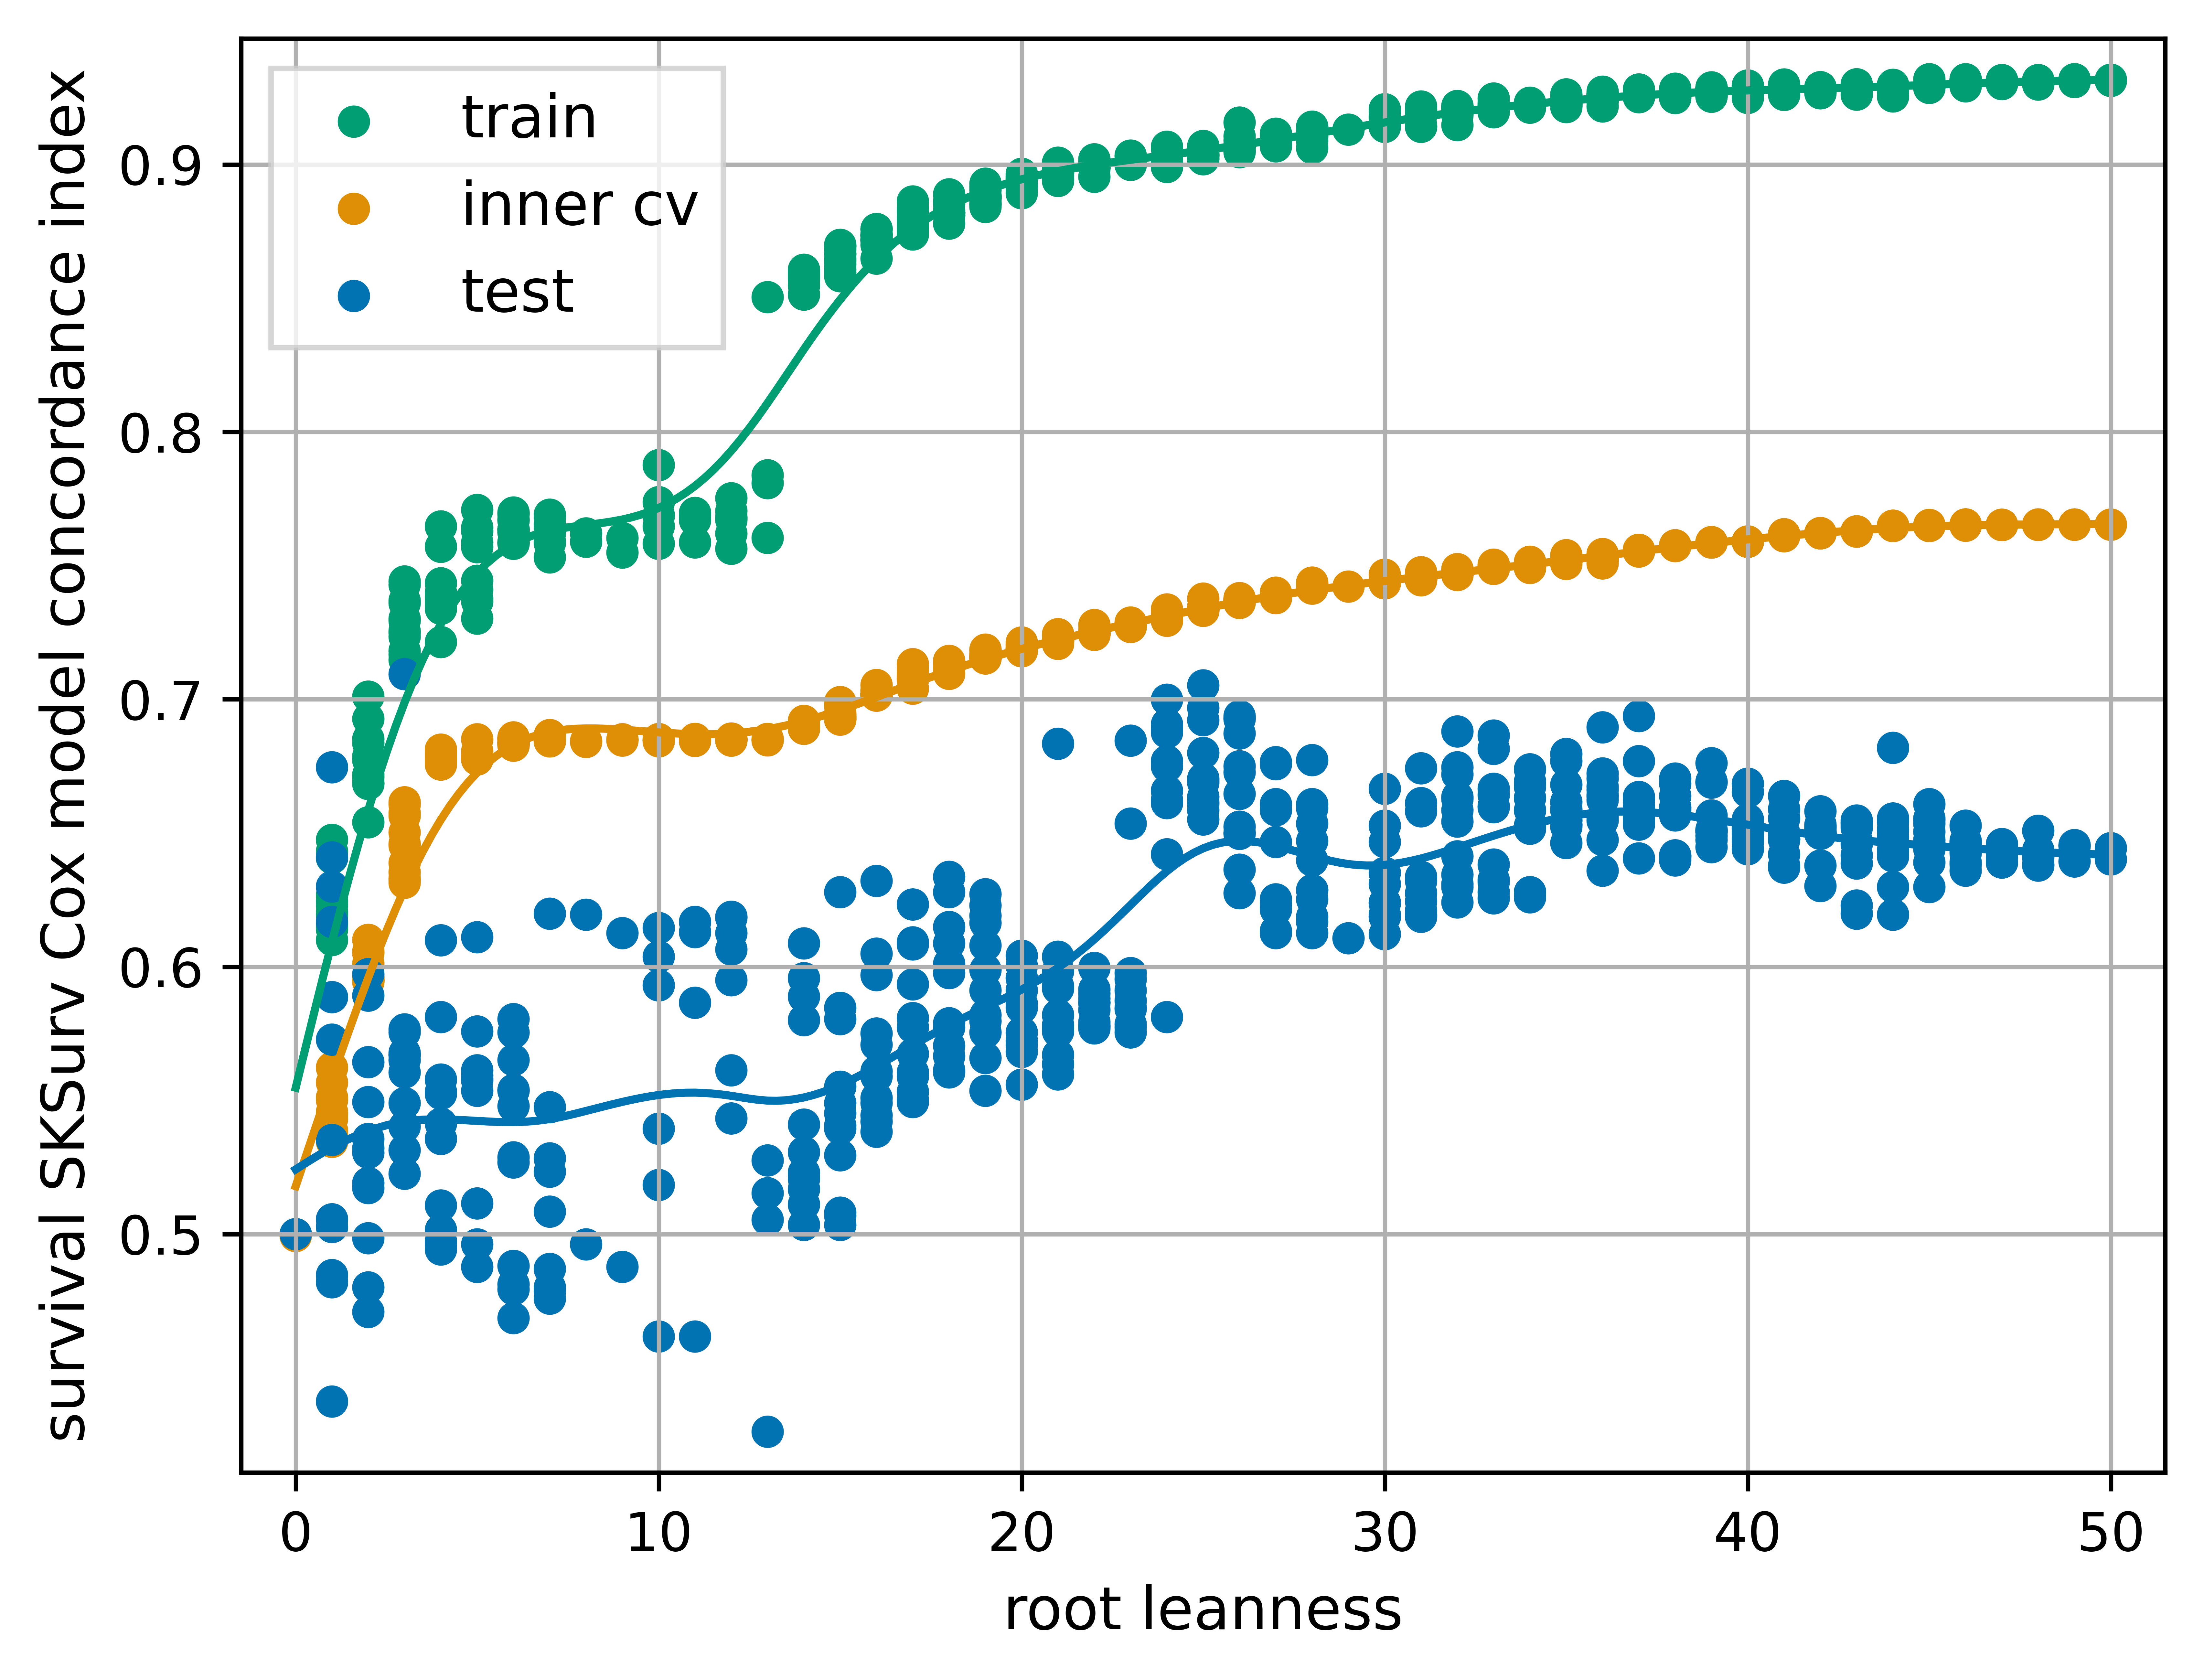 train
inner cv
test
survival SKSurv Cox model concordance index
0.9
0.8
0.7
0.6
0.5
0 10 20 30 40 50
root leanness